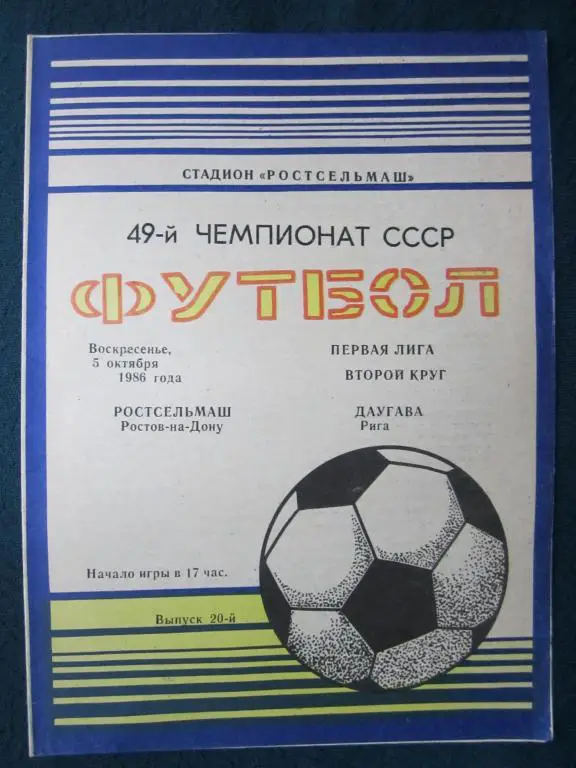 СТАДИОН «РОСТСЕЛЬМАШ»
49-й ЧЕМПИОНАТ СССР
ФУТБОЛ
Воскресенье,
5 октября
1986 года
ПЕРВАЯ ЛИГА
ВТОРОЙ КРУГ
РОСТСЕЛЬМАШ
Ростов-на-Дону
ДАУГАВА
Рига
Начало игры в 17 час.
Выпуск 20-й